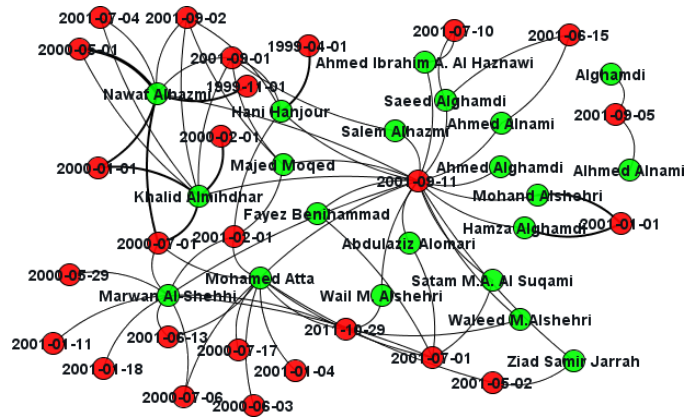 2001-07-04
2001-09-02
2000-05-01
2001-09-01
1999-04-01
2001-07-10
2001-06-15
Ahmed Ibrahim A. Al Haznawi
Nawaf Alhazmi
1999-11-01
Alghamdi
Hani Hanjour
Saeed Alghamdi
2001-09-05
Ahmed Alnami
Salem Alhazmi
2000-02-01
2000-01-01
Majed Moqed
Ahmed Alghamdi
Alhmed Alnami
2001-09-11
Khalid Almihdhar
Mohand Alshehri
Fayez Benihammad
2001-01-01
Hamza Alghamdi
2000-07-01
2001-02-01
Abdulaziz Alomari
2000-05-29
Mohamed Atta
Satam M.A. Al Suqami
Marwan Al-Shehhi
Wail M. Alshehri
Waleed M.Alshehri
2011-10-29
2001-06-13
2001-01-11
2000-07-17
2001-07-01
Ziad Samir Jarrah
2001-01-18
2001-01-04
2001-05-02
2000-07-06
2000-06-03